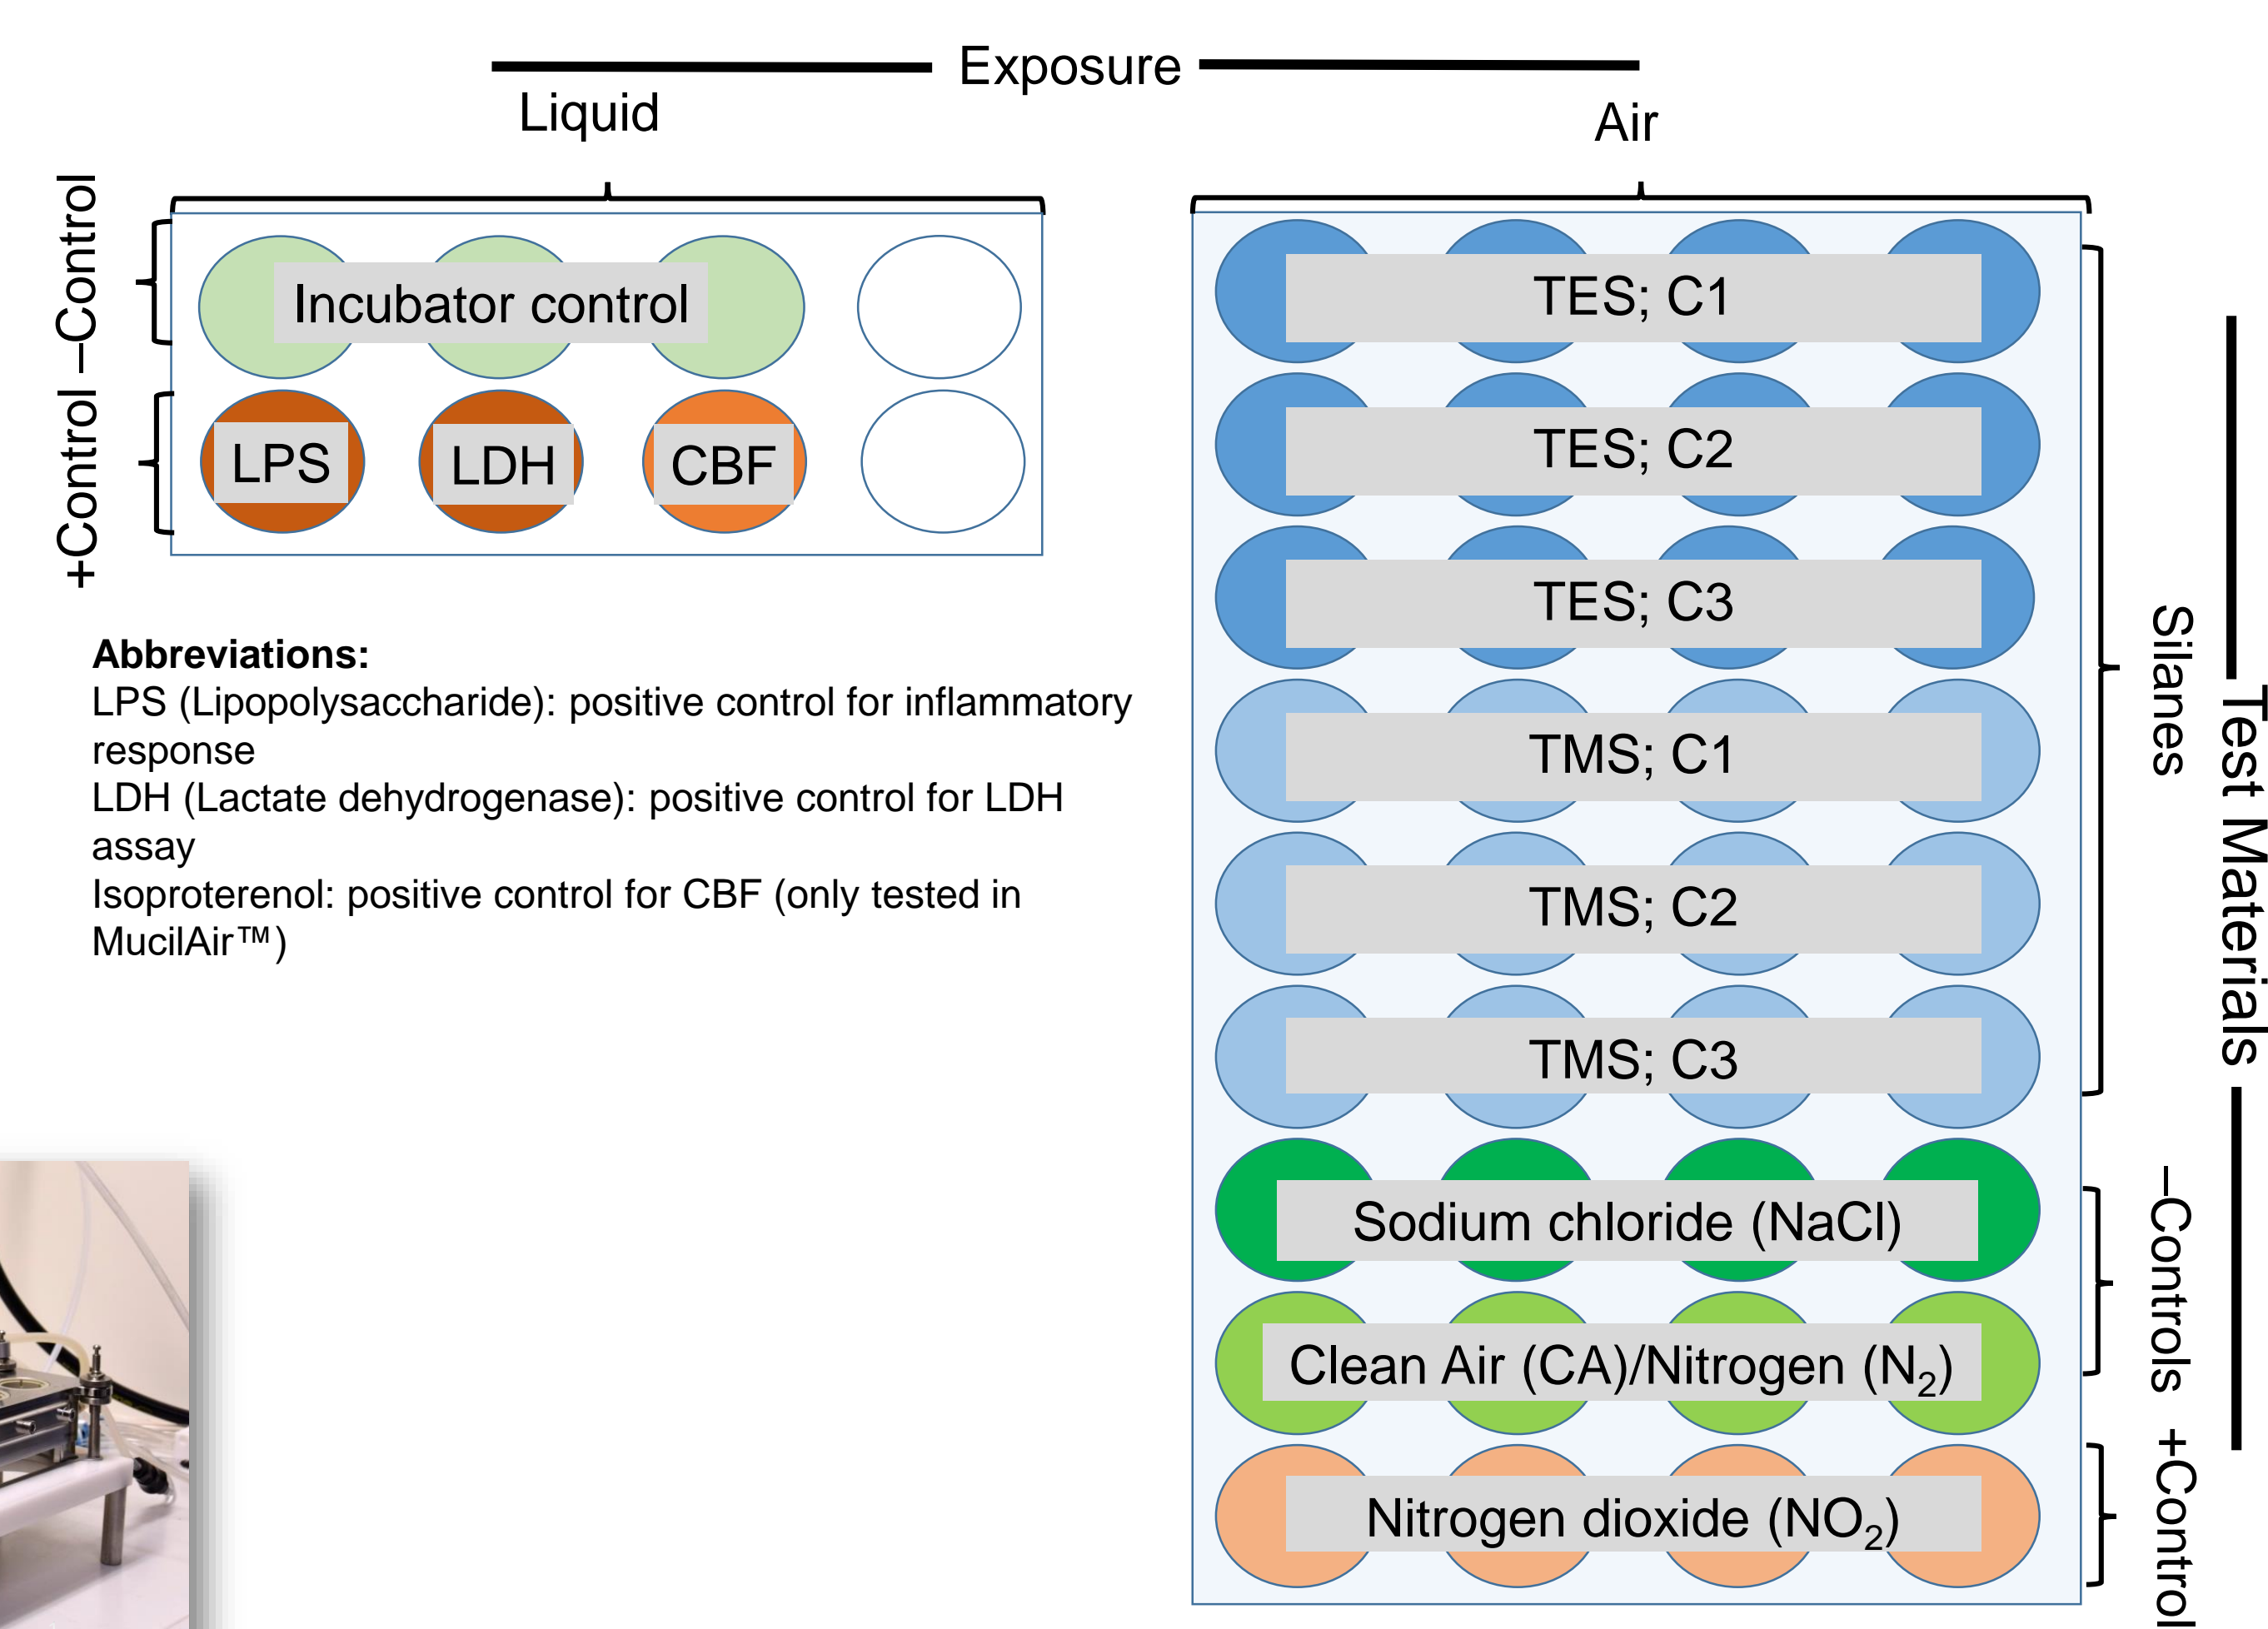 Exposure
Liquid
Air
–Control
+Control
Incubator control
LPS
LDH
CBF
Abbreviations:
LPS (Lipopolysaccharide): positive control for inflammatory
response
LDH (Lactate dehydrogenase): positive control for LDH
assay
Isoproterenol: positive control for CBF (only tested in
MucilAir™)
TES; C1
TES; C2
TES; C3
TMS; C1
TMS; C2
TMS; C3
Sodium chloride (NaCl)
Clean Air (CA)/Nitrogen (N₂)
Nitrogen dioxide (NO₂)
Silanes
–Controls
+Control
Test Materials